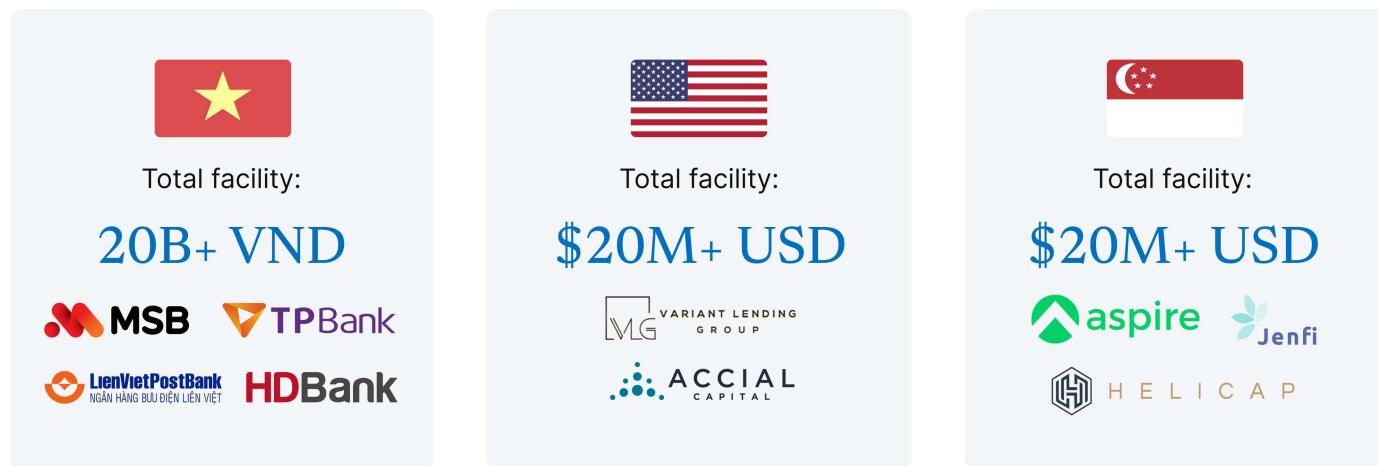 Total facility:
20B+ VND
MSB
TPBank
LienVietPostBank
NGÂN HÀNG BƯU ĐIỆN LIÊN VIỆT
HDBank
Total facility:
$20M+ USD
VLG
VARIANT LENDING
GROUP
ACCIAL
CAPITAL
Total facility:
$20M+ USD
aspire
Jenfi
HELICAP